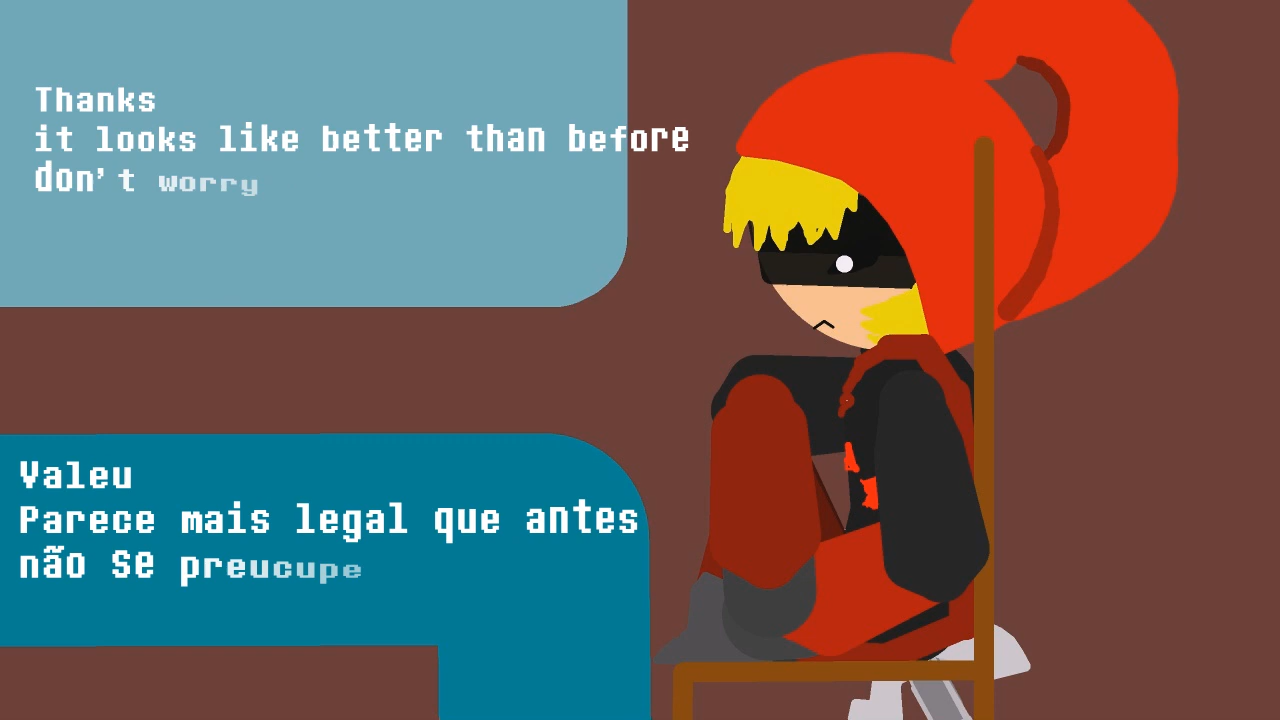 Thanks
it looks like better than before
don't worry
Valeu
Parece mais legal que antes
não se preucupe